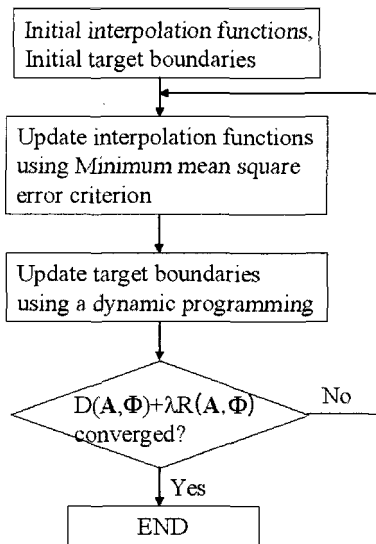 Initial interpolation functions,
Initial target boundaries
Update interpolation functions
using Minimum mean square
error criterion
Update target boundaries
using a dynamic programming
D(A,Φ)+λR(A,Φ)
converged?
No
Yes
END